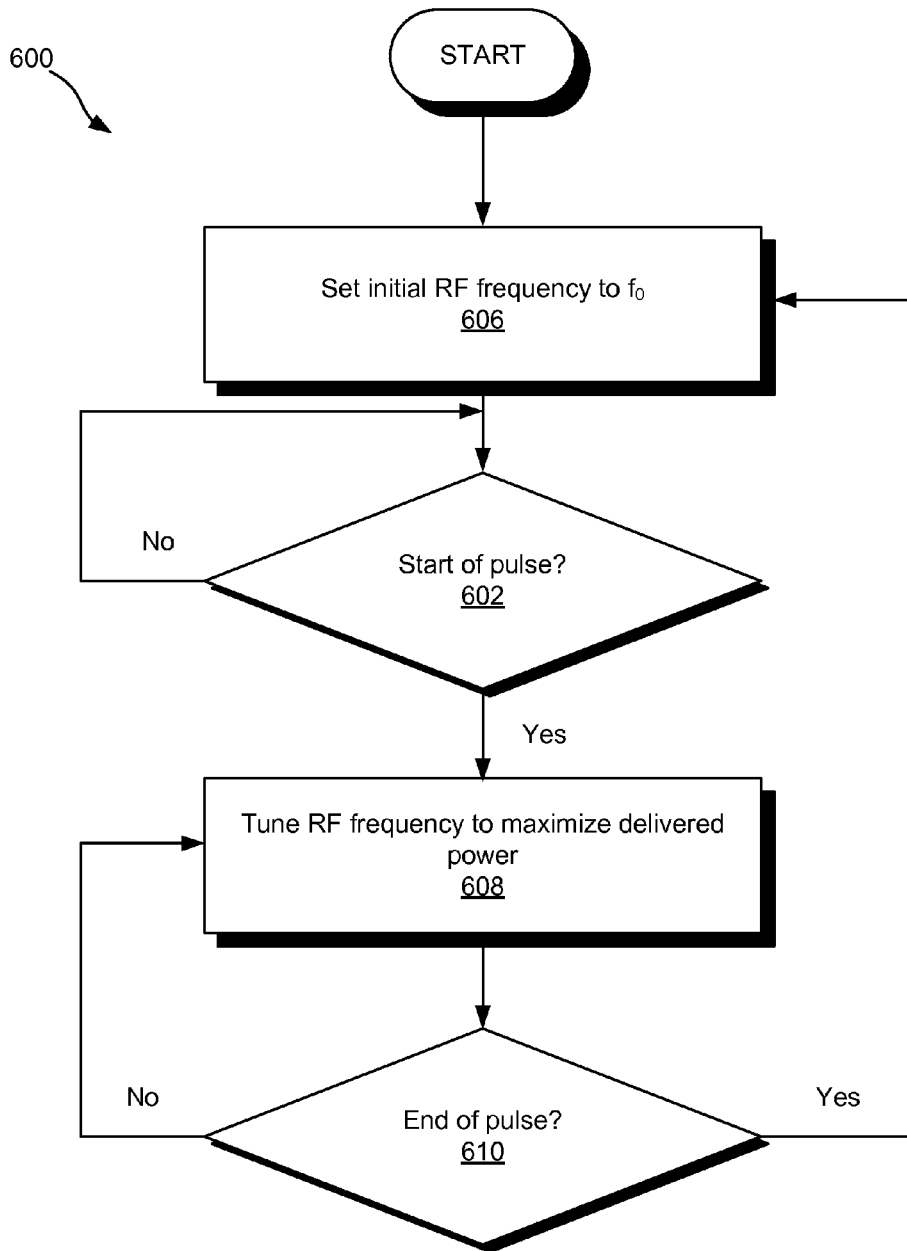 600
START
Set initial RF frequency to f₀
606
Start of pulse?
602
No
Yes
Tune RF frequency to maximize delivered
power
608
End of pulse?
610
No
Yes